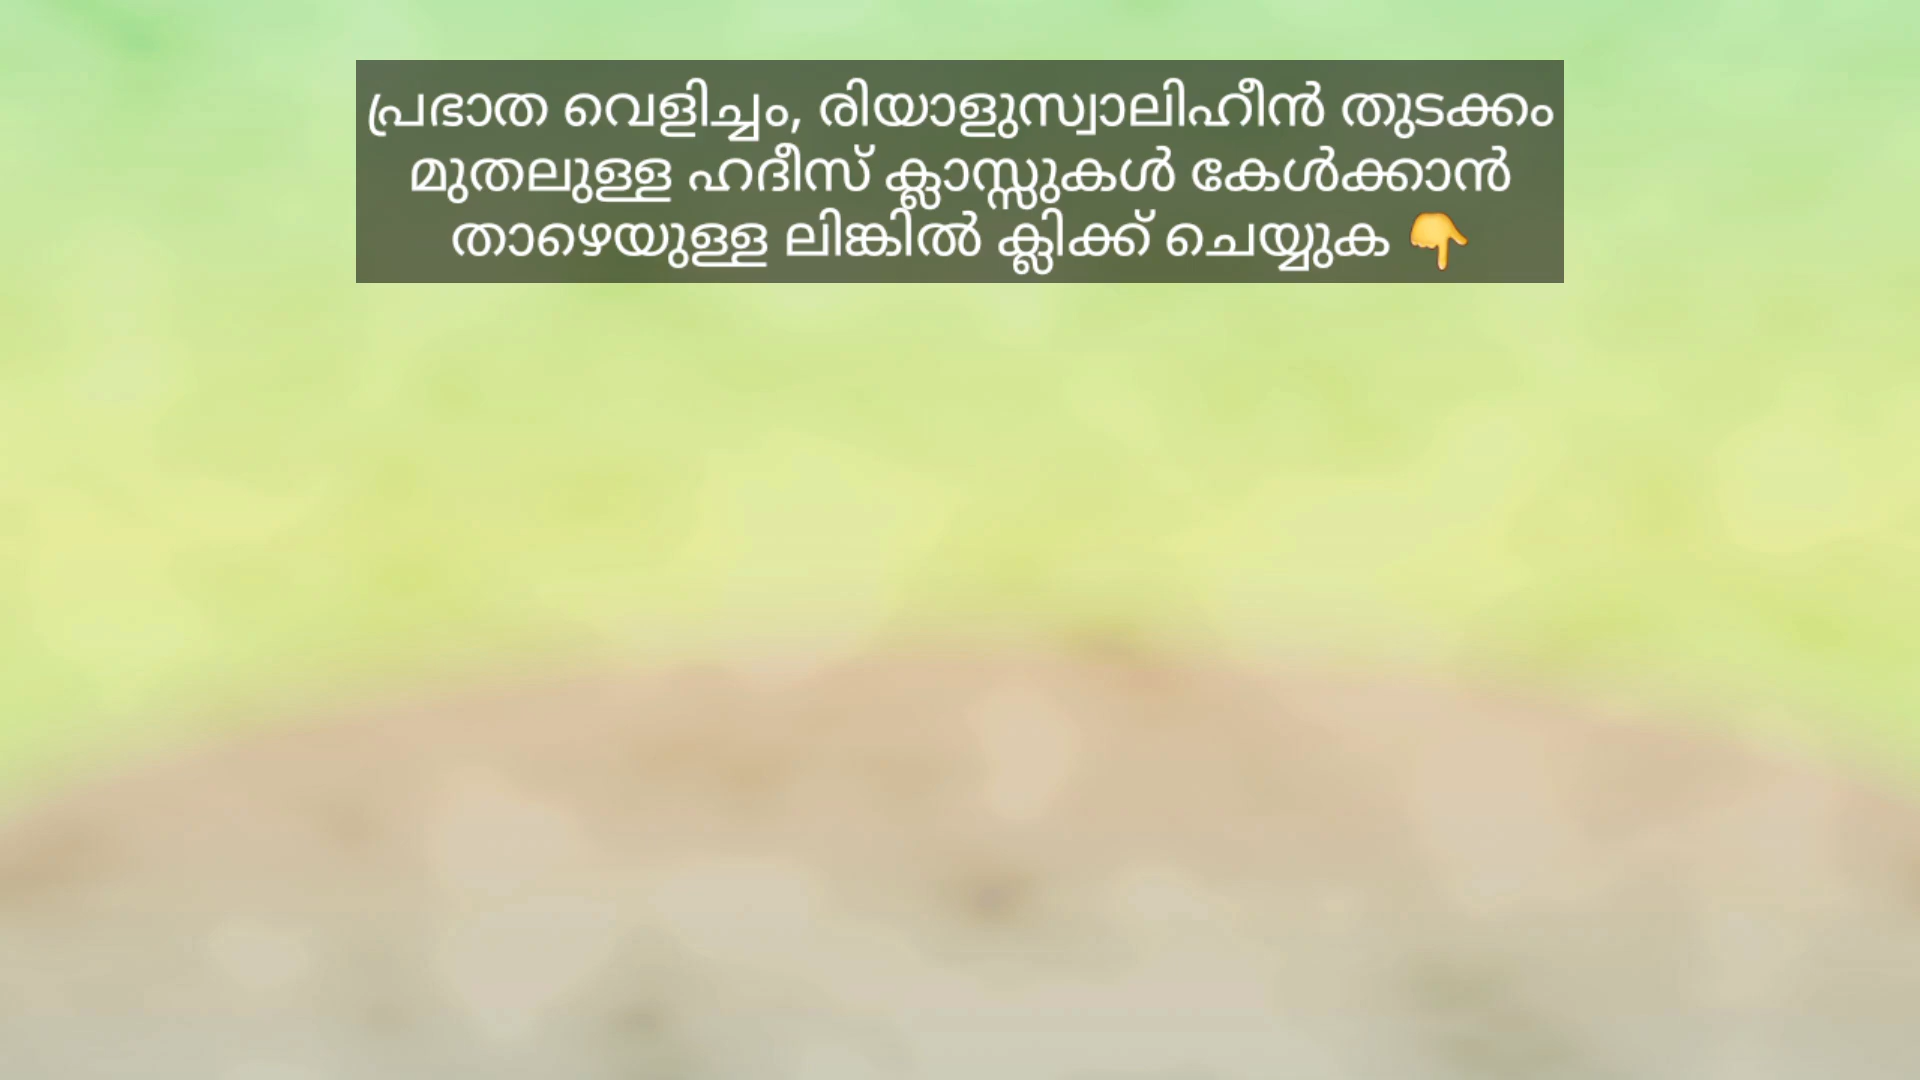 പ്രഭാത വെളിച്ചം, രിയാളുസ്വാലിഹീൻ തുടക്കം
മുതലുള്ള ഹദീസ് ക്ലാസ്സുകൾ കേൾക്കാൻ
താഴെയുള്ള ലിങ്കിൽ ക്ലിക്ക് ചെയ്യുക 👇